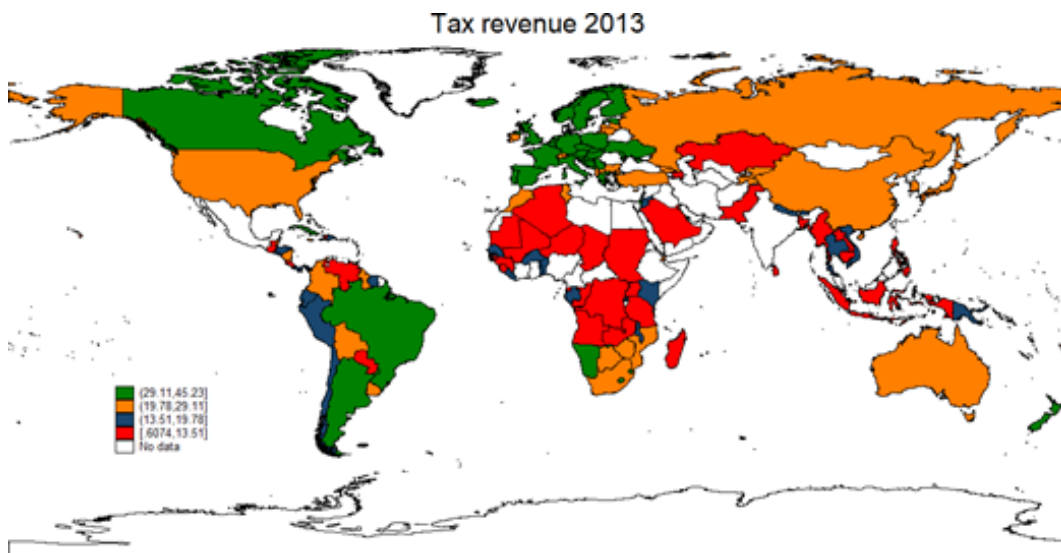 Tax revenue 2013
(29.11,45.23]
(19.78,29.11]
(13.51,19.78]
[.6074,13.51]
No data